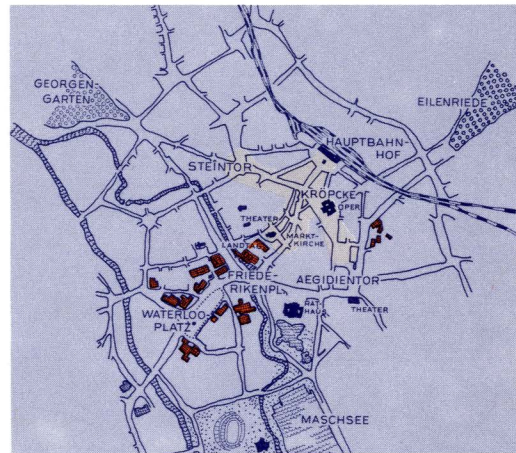 GEORGEN-
GARTEN
EILENRIEDE
HAUPTBAHN-
HOF
STEINTOR
KRÖPCKE
OPER
THEATER
MARKT-
KIRCHE
LANDTAG
FRIEDE-
RIKENPL.
AEGIDIENTOR
WATERLOO-
PLATZ
RAT-
HAUS
THEATER
MASCHSEE